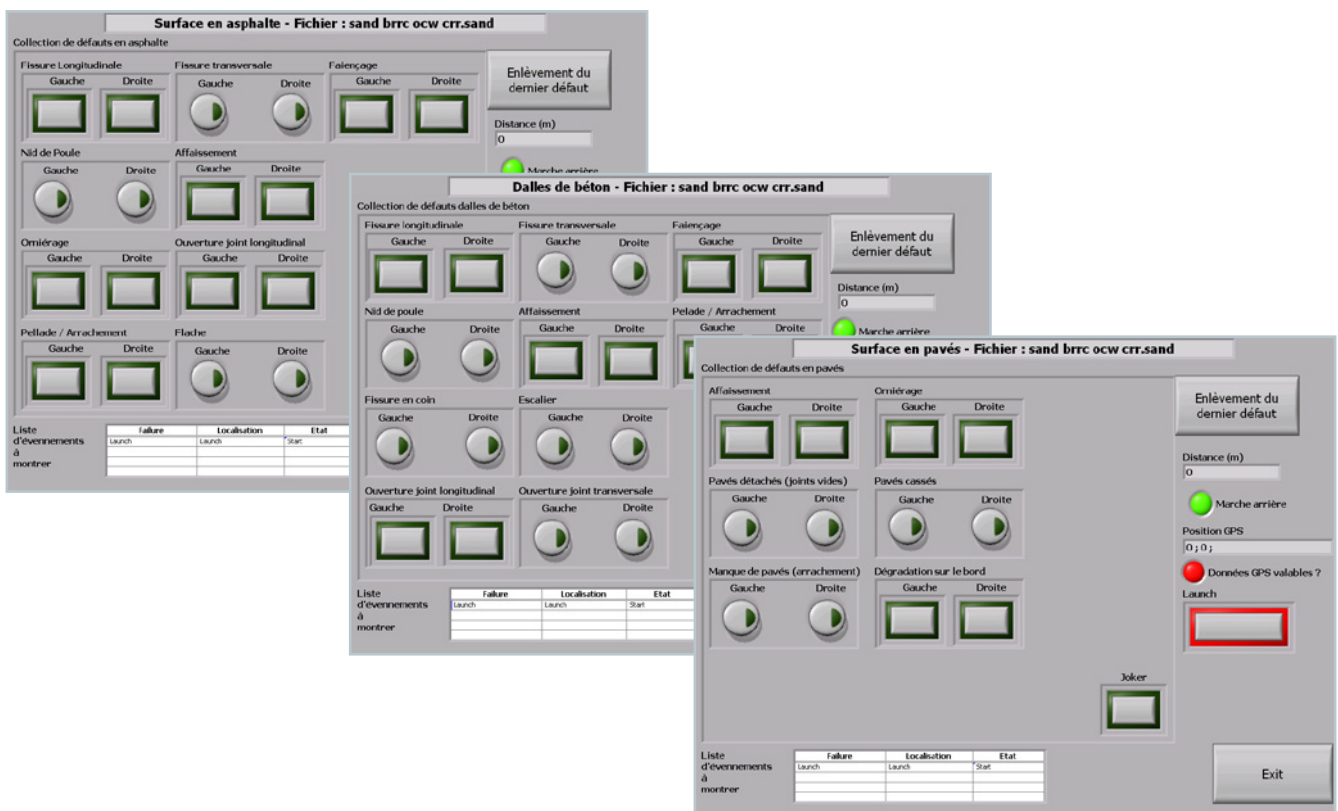 Surface en asphalte - Fichier : sand brrc ocw crr.sand
Collection de défauts en asphalte
Fissure Longitudinale Fissure transversale Faïençage
Gauche Droite Gauche Droite Gauche Droite
Enlèvement du
dernier défaut
Distance (m)
0
Nid de Poule Affaissement
Gauche Droite Gauche Droite
Marche arrière
Orniérage Ouverture joint longitudinal
Gauche Droite Gauche Droite
Pellade / Arrachement Flache
Gauche Droite Gauche Droite
Liste
d'évennements
à
montrer
Failure Localisation Etat
Launch Launch Start
Dalles de béton - Fichier : sand brrc ocw crr.sand
Collection de défauts dalles de béton
Fissure longitudinale Fissure transversale Faïençage
Gauche Droite Gauche Droite Gauche Droite
Enlèvement du
dernier défaut
Distance (m)
0
Nid de poule Affaissement Pelade / Arrachement
Gauche Droite Gauche Droite Gauche Droite
Marche arrière
Fissure en coin Escalier
Gauche Droite Gauche Droite
Ouverture joint longitudinal Ouverture joint transversale
Gauche Droite Gauche Droite
Liste
d'évennements
à
montrer
Failure Localisation Etat
Launch Launch Start
Surface en pavés - Fichier : sand brrc ocw crr.sand
Collection de défauts en pavés
Affaissement Orniérage
Gauche Droite Gauche Droite
Enlèvement du
dernier défaut
Distance (m)
0
Pavés détachés (joints vides) Pavés cassés
Gauche Droite Gauche Droite
Marche arrière
Position GPS
0;0;
Manque de pavés (arrachement) Dégradation sur le bord
Gauche Droite Gauche Droite
Données GPS valables ?
Launch
Joker
Liste
d'évennements
à
montrer
Failure Localisation Etat
Launch Launch Start
Exit